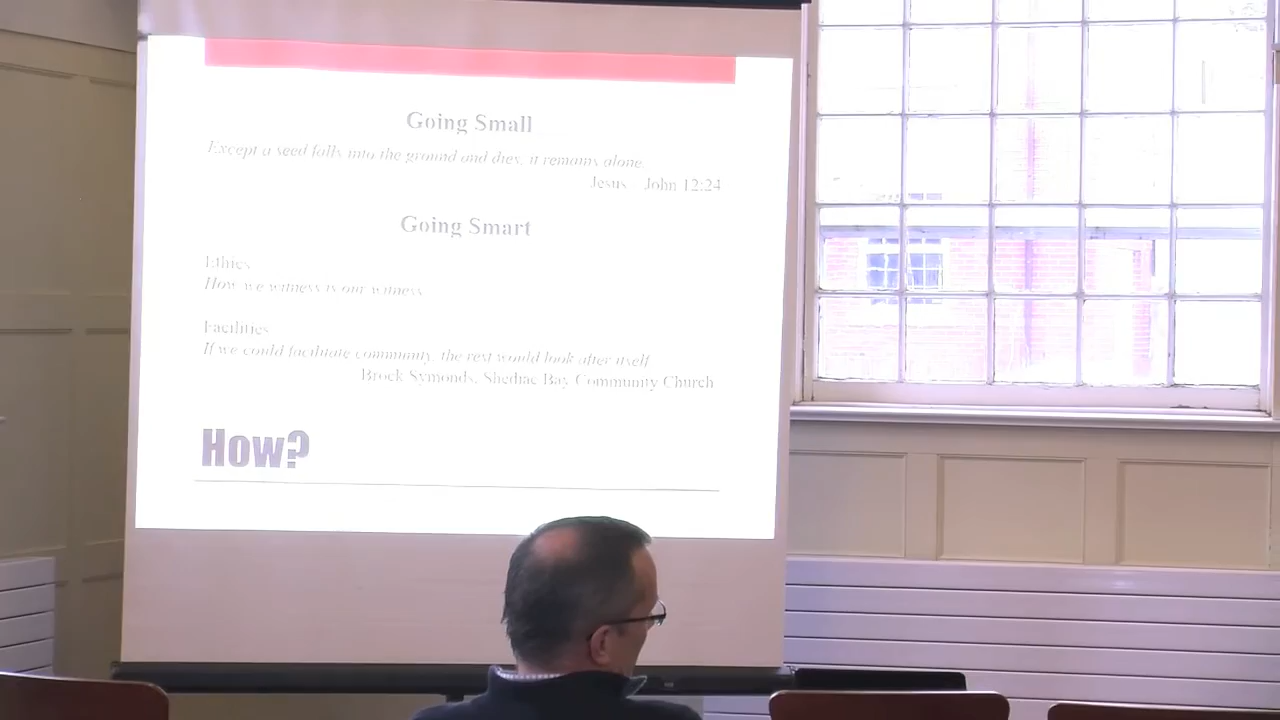 Going Small
Except a seed falls into the ground and dies, it remains alone.
Jesus John 12:24
Going Smart
Ethics
How we witness is our witness
Facilities
If we could facilitate community, the rest would look after itself
Brock Symonds, Shediac Bay Community Church
How?